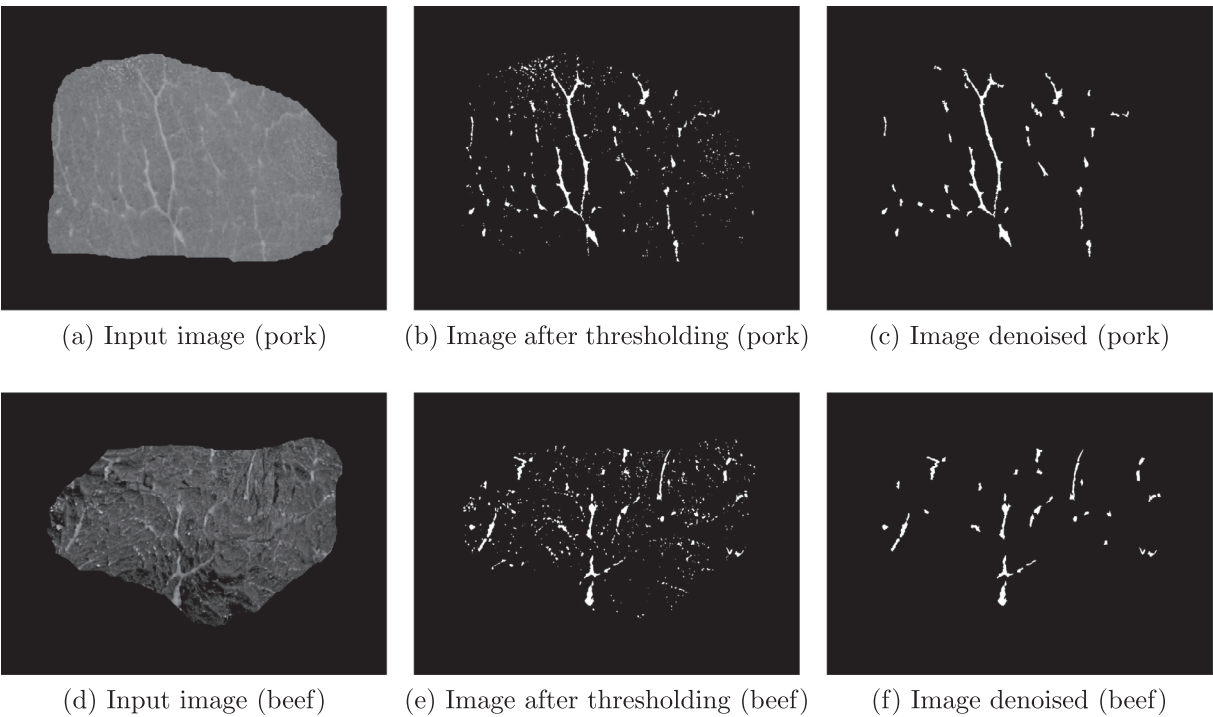 (a) Input image (pork)
(b) Image after thresholding (pork)
(c) Image denoised (pork)
(d) Input image (beef)
(e) Image after thresholding (beef)
(f) Image denoised (beef)